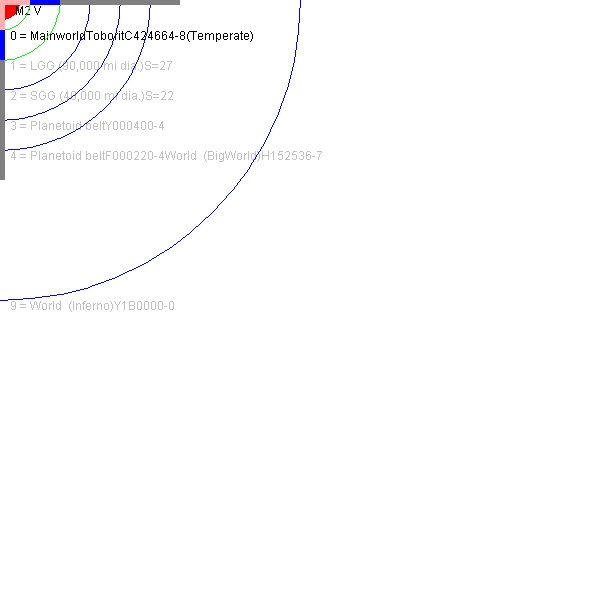 M2 V
0 = MainworldToboritC424664-8(Temperate)
1 = LGG (90,000 mi dia.)S=27
2 = SGG (40,000 mi dia.)S=22
3 = Planetoid beltY000400-4
4 = Planetoid beltF000220-4World  (BigWorld)H152536-7
9 = World  (Inferno)Y1B0000-0